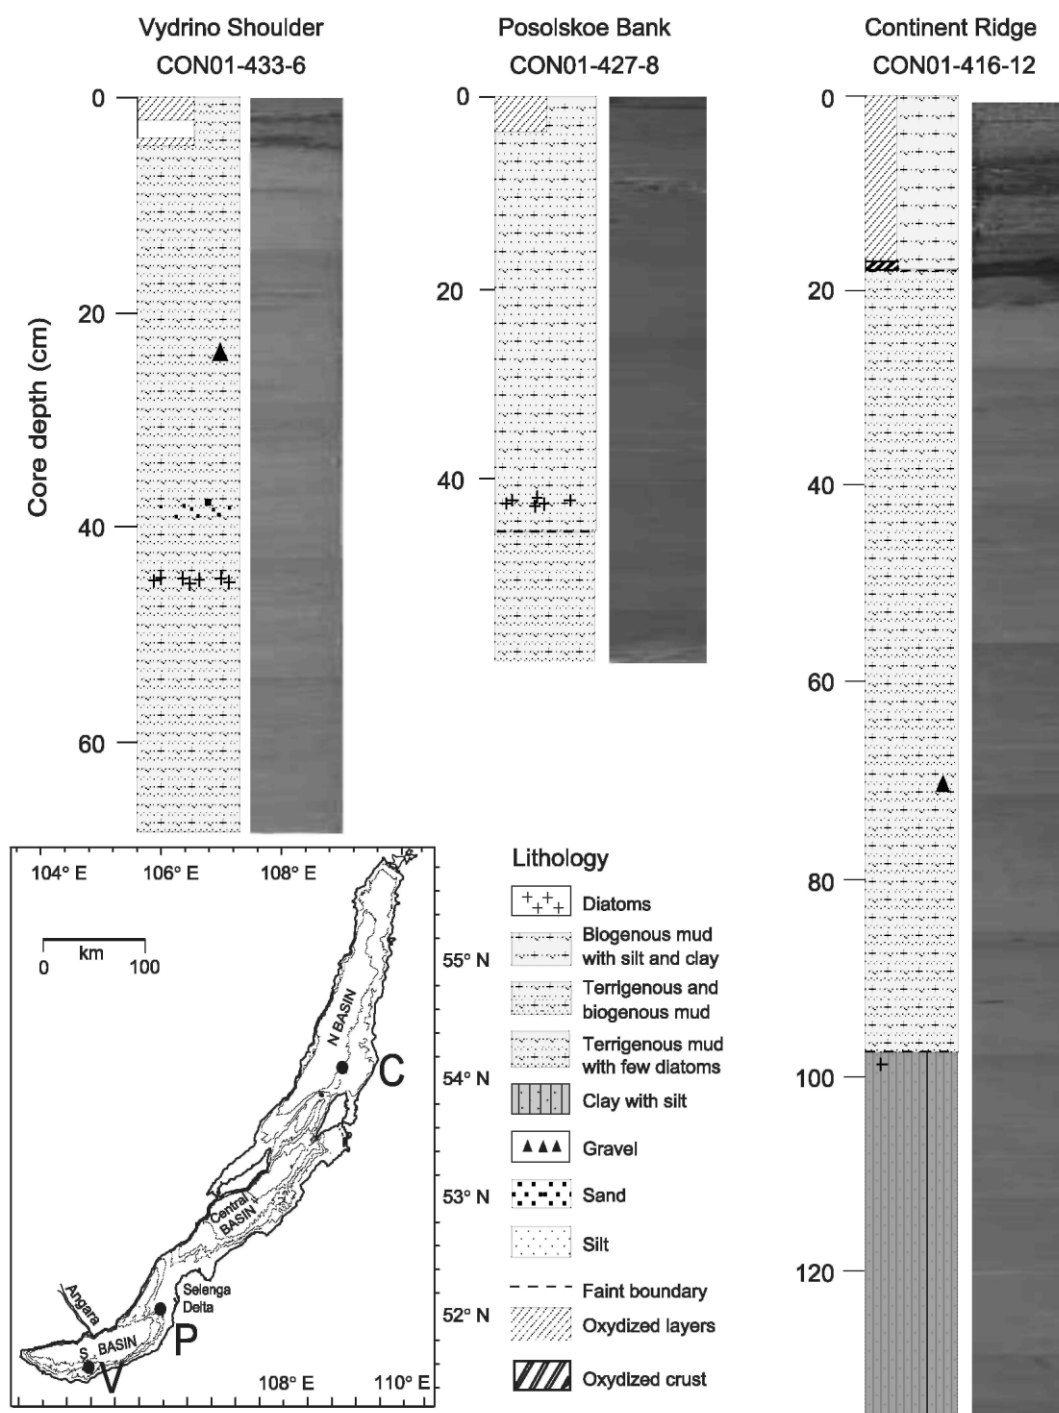 Vydrino Shoulder
CON01-433-6
Posolskoe Bank
CON01-427-8
Continent Ridge
CON01-416-12
Core depth (cm)
0
20
40
60
0
20
40
0
20
40
60
80
100
120
104° E
106° E
108° E
km
0
100
55° N
54° N
53° N
52° N
108° E
110° E
N BASIN
C
Central
BASIN
Selenga
Delta
Angara
S BASIN
P
V
Lithology
Diatoms
Biogenous mud
with silt and clay
Terrigenous and
biogenous mud
Terrigenous mud
with few diatoms
Clay with silt
Gravel
Sand
Silt
Faint boundary
Oxydized layers
Oxydized crust